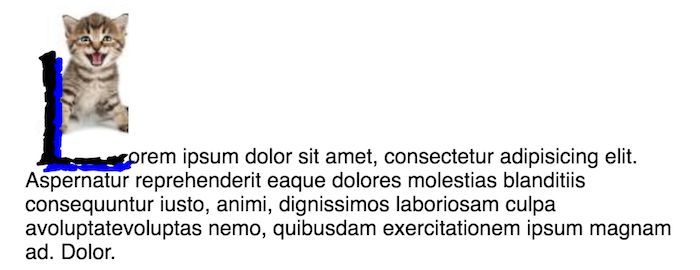 Lorem ipsum dolor sit amet, consectetur adipisicing elit.
Aspernatur reprehenderit eaque dolores molestias blanditiis
consequuntur iusto, animi, dignissimos laboriosam culpa
avoluptatevoluptas nemo, quibusdam exercitationem ipsum magnam
ad. Dolor.